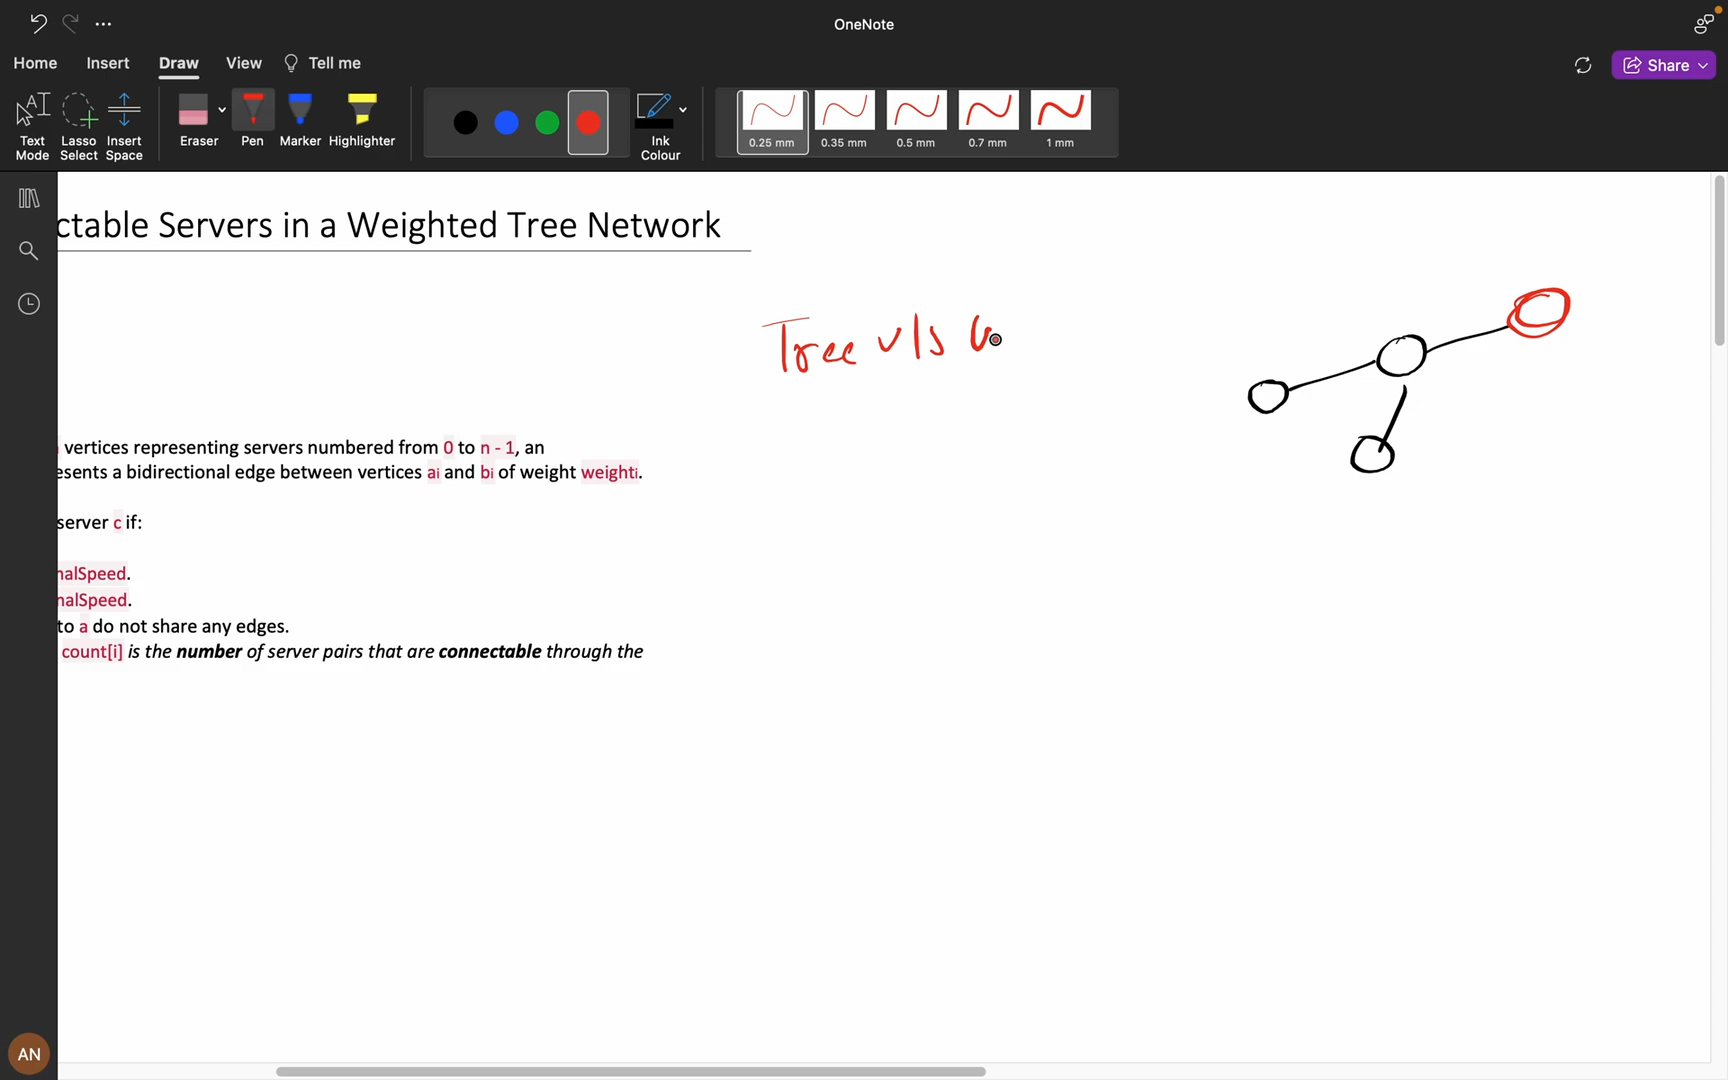 OneNote
Home Insert Draw View Tell me
Share
Text Mode
Lasso Select
Insert Space
Eraser
Pen
Marker
Highlighter
Ink Colour
0.25 mm
0.35 mm
0.5 mm
0.7 mm
1 mm
ctable Servers in a Weighted Tree Network
Tree v/s
vertices representing servers numbered from 0 to n - 1, an
esents a bidirectional edge between vertices ai and bi of weight weighti.
server c if:
nalSpeed.
nalSpeed.
to a do not share any edges.
count[i] is the number of server pairs that are connectable through the
AN